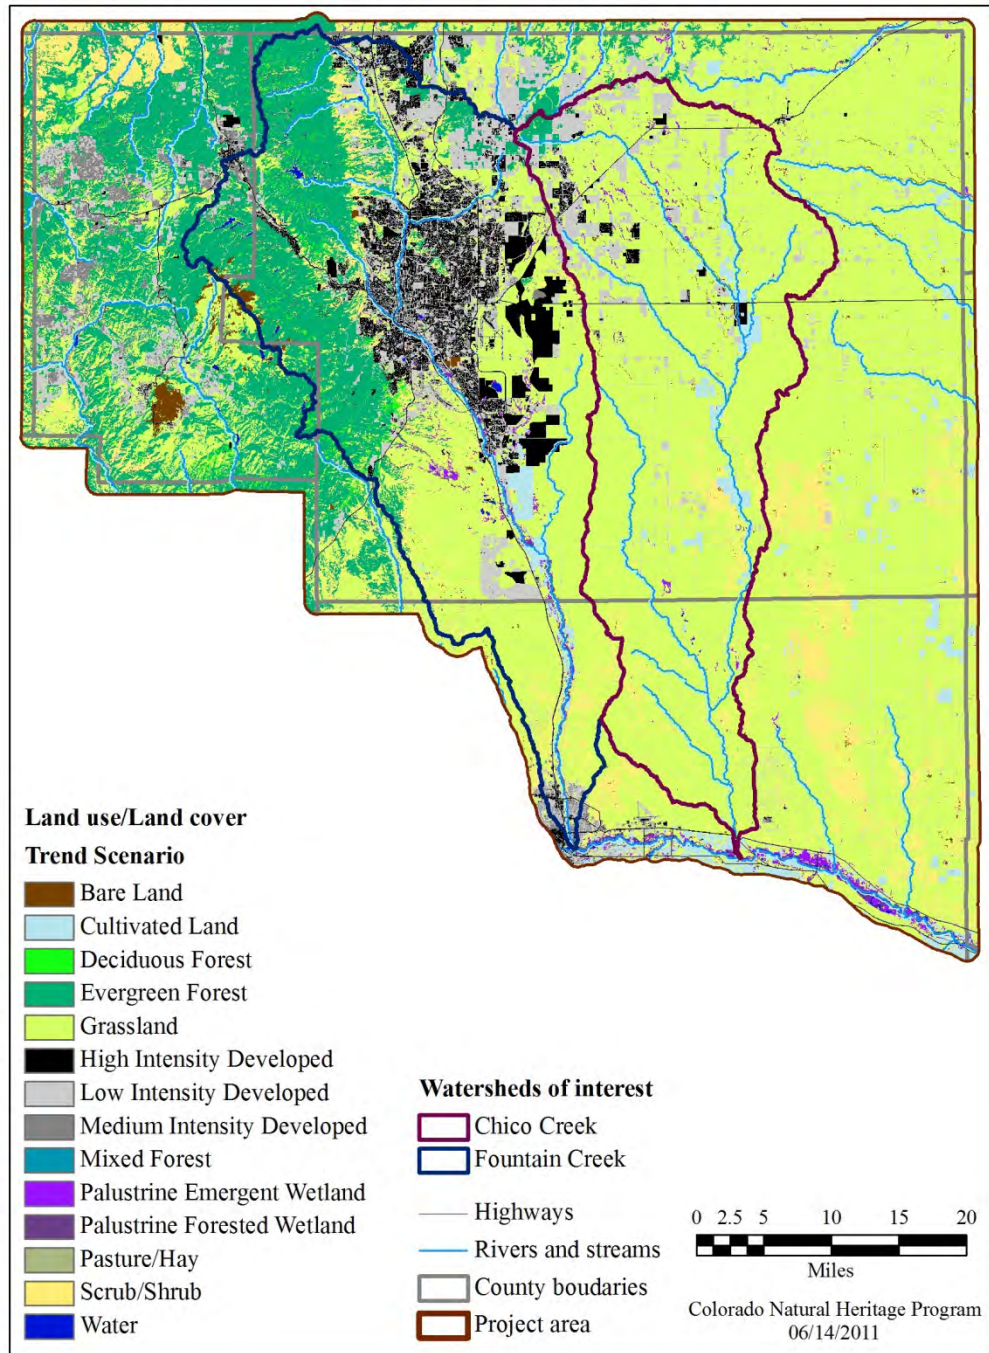 Land use/Land cover
Trend Scenario
Bare Land
Cultivated Land
Deciduous Forest
Evergreen Forest
Grassland
High Intensity Developed
Low Intensity Developed
Medium Intensity Developed
Mixed Forest
Palustrine Emergent Wetland
Palustrine Forested Wetland
Pasture/Hay
Scrub/Shrub
Water
Watersheds of interest
Chico Creek
Fountain Creek
Highways
Rivers and streams
County boudaries
Project area
0 2.5 5 10 15 20
Miles
Colorado Natural Heritage Program
06/14/2011